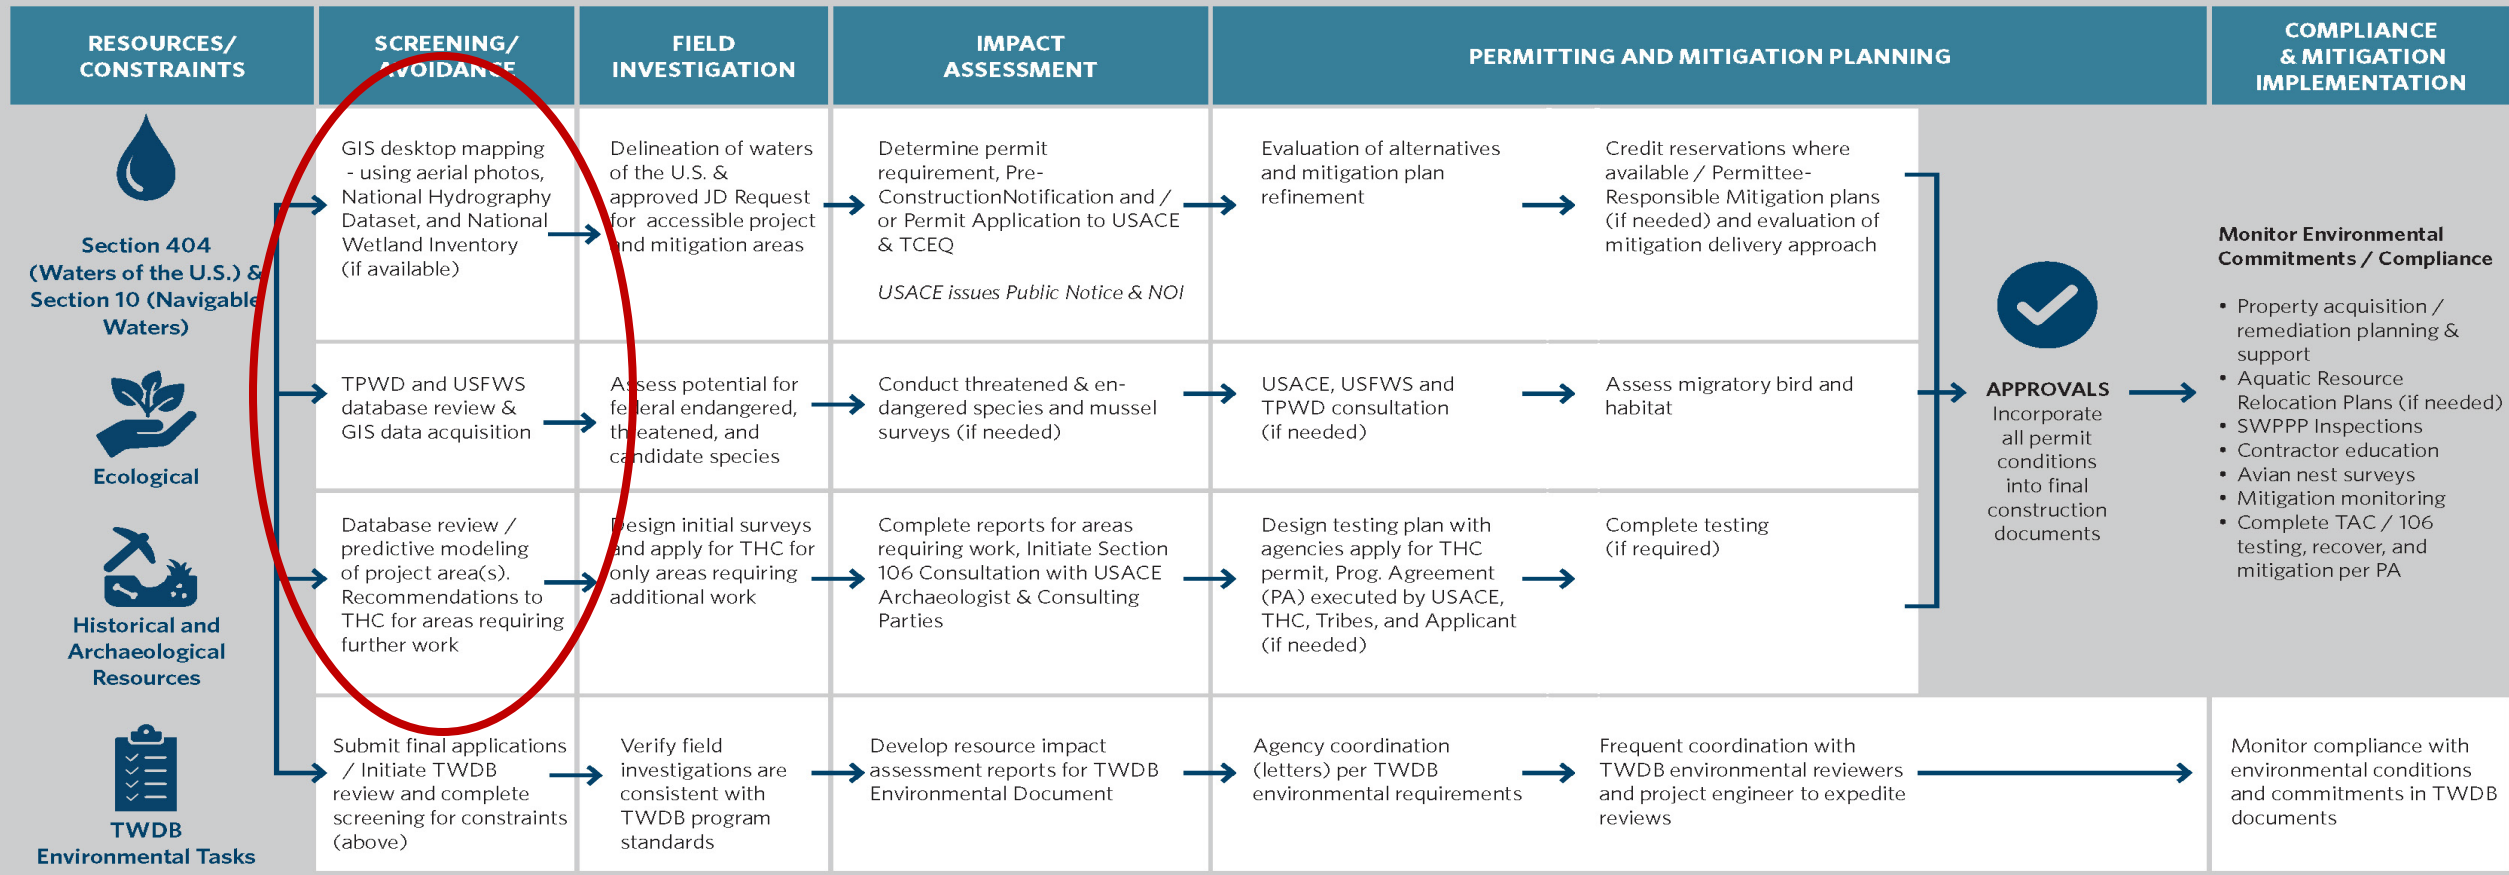 RESOURCES/
CONSTRAINTS
SCREENING/
AVOIDANCE
FIELD
INVESTIGATION
IMPACT
ASSESSMENT
PERMITTING AND MITIGATION PLANNING
COMPLIANCE
& MITIGATION
IMPLEMENTATION
Section 404
(Waters of the U.S.) &
Section 10 (Navigable
Waters)
GIS desktop mapping
- using aerial photos,
National Hydrography
Dataset, and National
Wetland Inventory
(if available)
Delineation of waters
of the U.S. &
approved JD Request
for accessible project
and mitigation areas
Determine permit
requirement, Pre-
ConstructionNotification and /
or Permit Application to USACE
& TCEQ
USACE issues Public Notice & NOI
Evaluation of alternatives
and mitigation plan
refinement
Credit reservations where
available / Permittee-
Responsible Mitigation plans
(if needed) and evaluation of
mitigation delivery approach
Ecological
TPWD and USFWS
database review &
GIS data acquisition
Assess potential for
federal endangered,
threatened, and
candidate species
Conduct threatened & en-
dangered species and mussel
surveys (if needed)
USACE, USFWS and
TPWD consultation
(if needed)
Assess migratory bird and
habitat
Historical and
Archaeological
Resources
Database review /
predictive modeling
of project area(s).
Recommendations to
THC for areas requiring
further work
Design initial surveys
and apply for THC for
only areas requiring
additional work
Complete reports for areas
requiring work, Initiate Section
106 Consultation with USACE
Archaeologist & Consulting
Parties
Design testing plan with
agencies apply for THC
permit, Prog. Agreement
(PA) executed by USACE,
THC, Tribes, and Applicant
(if needed)
Complete testing
(if required)
APPROVALS
Incorporate
all permit
conditions
into final
construction
documents
Monitor Environmental
Commitments / Compliance
• Property acquisition /
remediation planning &
support
• Aquatic Resource
Relocation Plans (if needed)
• SWPPP Inspections
• Contractor education
• Avian nest surveys
• Mitigation monitoring
• Complete TAC / 106
testing, recover, and
mitigation per PA
TWDB
Environmental Tasks
Submit final applications
/ Initiate TWDB
review and complete
screening for constraints
(above)
Verify field
investigations are
consistent with
TWDB program
standards
Develop resource impact
assessment reports for TWDB
Environmental Document
Agency coordination
(letters) per TWDB
environmental requirements
Frequent coordination with
TWDB environmental reviewers
and project engineer to expedite
reviews
Monitor compliance with
environmental conditions
and commitments in TWDB
documents